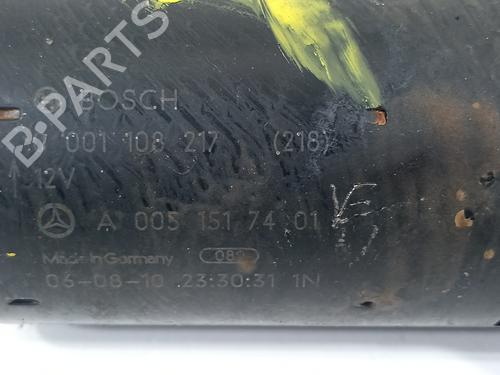 B-PARTS
BOSCH
001 108 217 (218)
12V
A 005 151 74 01
Made in Germany
06-08-10 23:30:31 1N